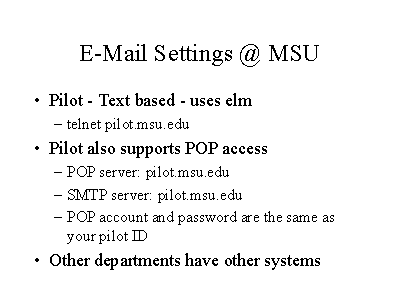 E-Mail Settings @ MSU
• Pilot - Text based - uses elm
– telnet pilot.msu.edu
• Pilot also supports POP access
– POP server: pilot.msu.edu
– SMTP server: pilot.msu.edu
– POP account and password are the same as
your pilot ID
• Other departments have other systems